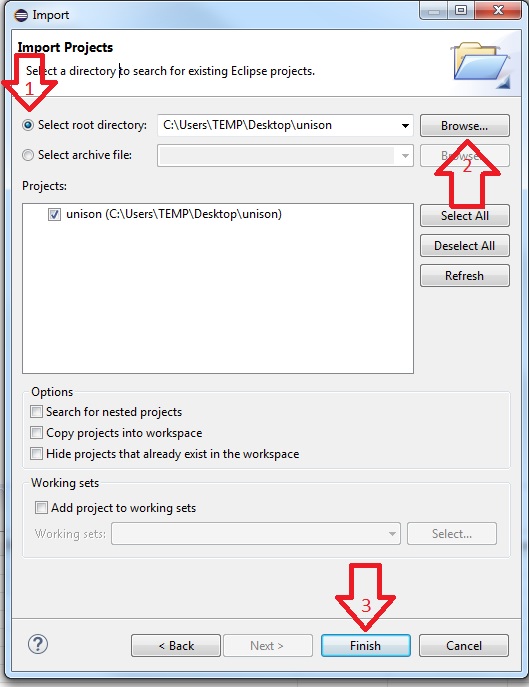 Import
Import Projects
Select a directory to search for existing Eclipse projects.
1
Select root directory: C:\Users\TEMP\Desktop\unison Browse...
Select archive file: Browse...
2
Projects:
unison (C:\Users\TEMP\Desktop\unison)
Select All
Deselect All
Refresh
Options
Search for nested projects
Copy projects into workspace
Hide projects that already exist in the workspace
Working sets
Add project to working sets
Working sets: Select...
3
? < Back Next > Finish Cancel